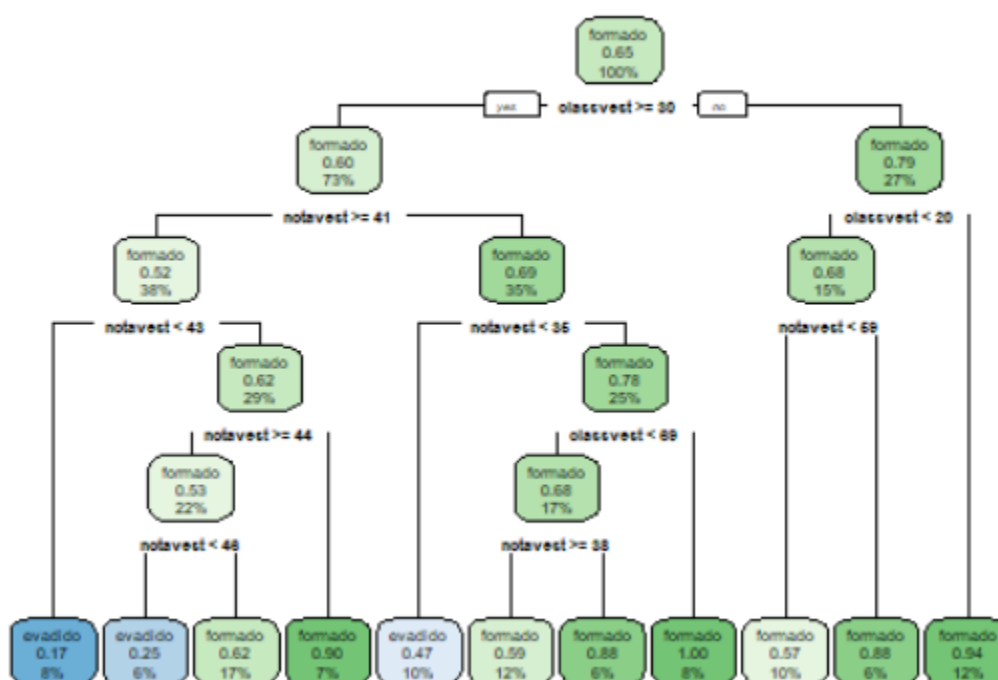 formado
0.65
100%
yes classvest >= 30 no
formado
0.60
73%
formado
0.79
27%
notavest >= 41
classvest < 20
formado
0.52
38%
formado
0.69
35%
formado
0.68
15%
notavest < 43
notavest < 35
notavest < 59
formado
0.62
29%
formado
0.78
25%
notavest >= 44
classvest < 69
formado
0.53
22%
formado
0.68
17%
notavest < 46
notavest >= 38
evadido
0.17
8%
evadido
0.25
6%
formado
0.62
17%
formado
0.90
7%
evadido
0.47
10%
formado
0.59
12%
formado
0.88
6%
formado
1.00
8%
formado
0.57
10%
formado
0.88
6%
formado
0.94
12%